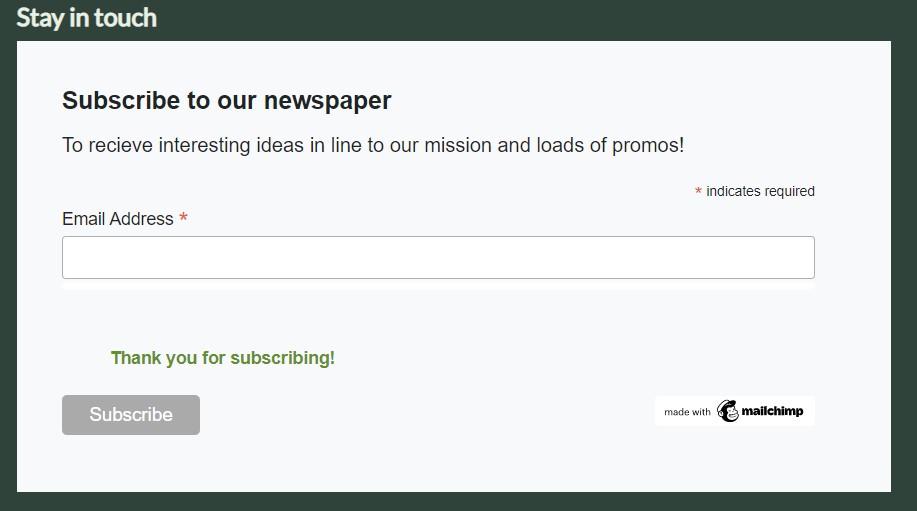 Stay in touch
Subscribe to our newspaper
To recieve interesting ideas in line to our mission and loads of promos!
* indicates required
Email Address *
Thank you for subscribing!
Subscribe
made with mailchimp